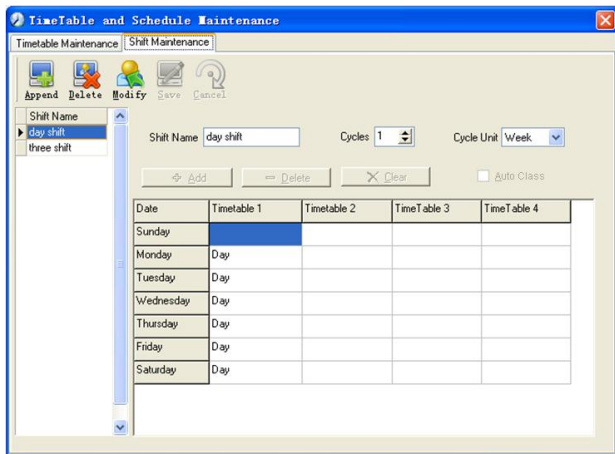 TimeTable and Schedule Maintenance
Timetable Maintenance Shift Maintenance
Append Delete Modify Save Cancel
Shift Name
day shift
three shift
Shift Name day shift Cycles 1 Cycle Unit Week
Add Delete Clear Auto Class
Date Timetable 1 Timetable 2 TimeTable 3 TimeTable 4
Sunday
Monday Day
Tuesday Day
Wednesday Day
Thursday Day
Friday Day
Saturday Day